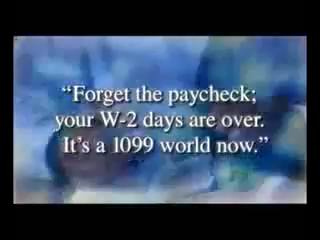 “Forget the paycheck;
your W-2 days are over.
It’s a 1099 world now.”